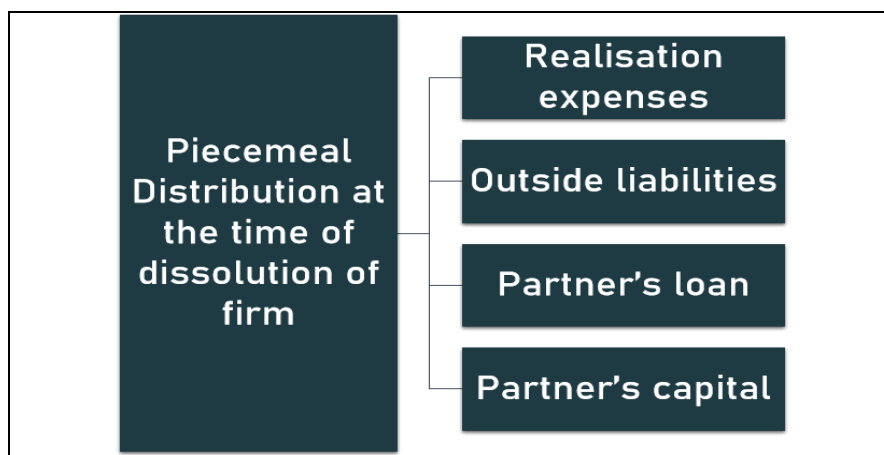 Piecemeal
Distribution at
the time of
dissolution of
firm
Realisation
expenses
Outside liabilities
Partner's loan
Partner's capital